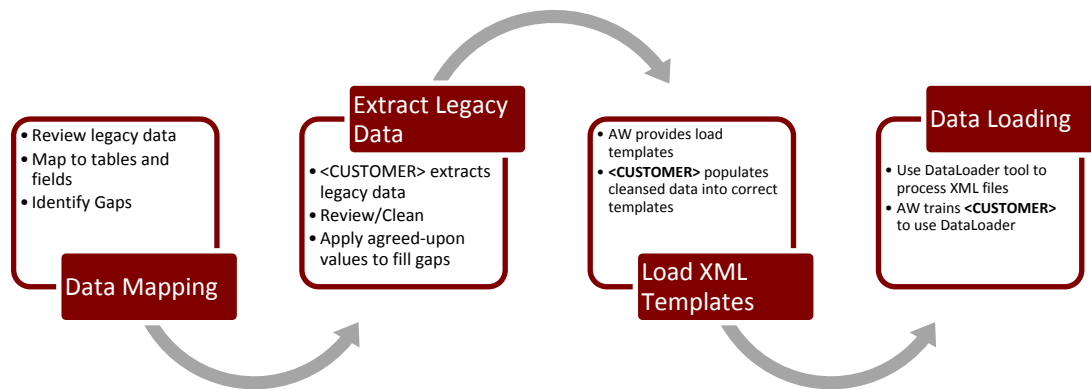 • Review legacy data
• Map to tables and
fields
• Identify Gaps
Data Mapping
Extract Legacy
Data
• <CUSTOMER> extracts
legacy data
• Review/Clean
• Apply agreed-upon
values to fill gaps
• AW provides load
templates
• <CUSTOMER> populates
cleansed data into correct
templates
Load XML
Templates
Data Loading
• Use DataLoader tool to
process XML files
• AW trains <CUSTOMER>
to use DataLoader